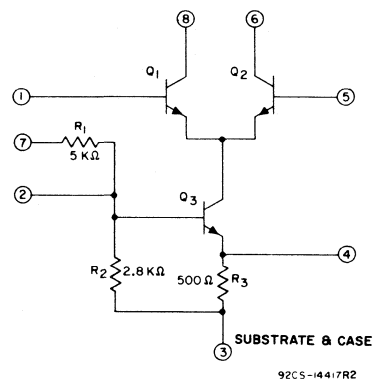 8
6
Q1
Q2
1
5
7
R1
5 KΩ
Q3
2
4
R2 2.8 KΩ
500 Ω R3
SUBSTRATE & CASE
3
92CS-14417R2